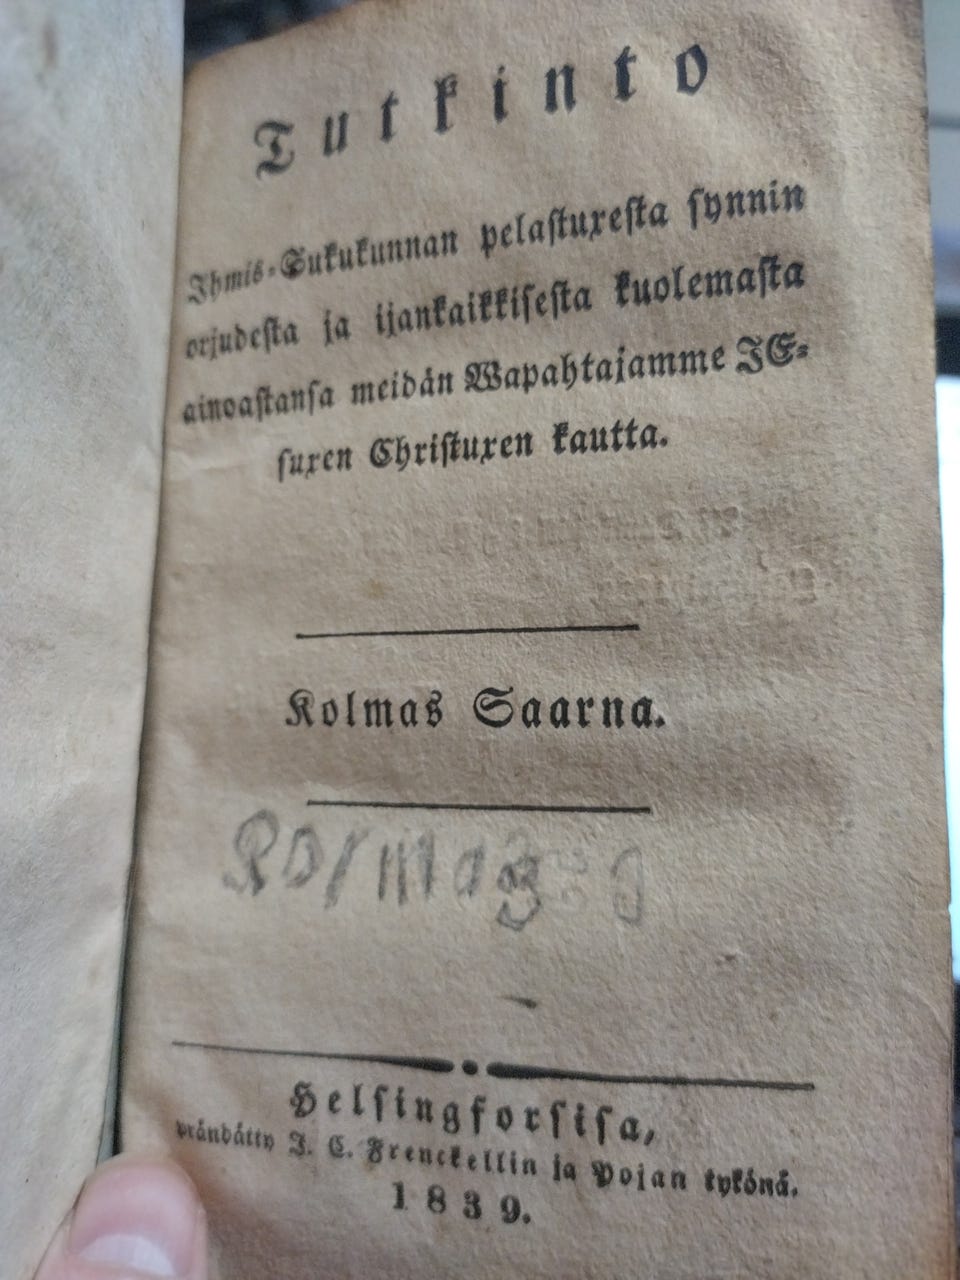 Tutkinto
Ihmis-Sukukunnan pelastuxesta synnin
orjudesta ja ijankaikkisesta kuolemasta
ainoastansa meidän Wapahtajamme JE-
suxen Christuxen kautta.
Kolmas Saarna.
Kolmas
Helsingforsisa,
prändätty J. C. Frenckellin ja Pojan tykönä.
1839.